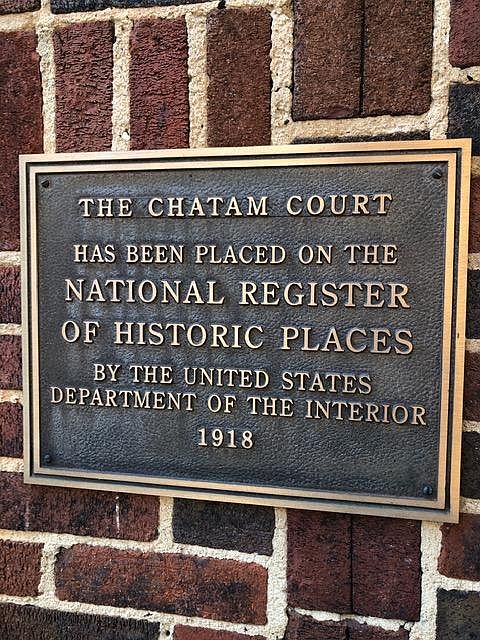 THE CHATAM COURT
HAS BEEN PLACED ON THE
NATIONAL REGISTER
OF HISTORIC PLACES
BY THE UNITED STATES
DEPARTMENT OF THE INTERIOR
1918